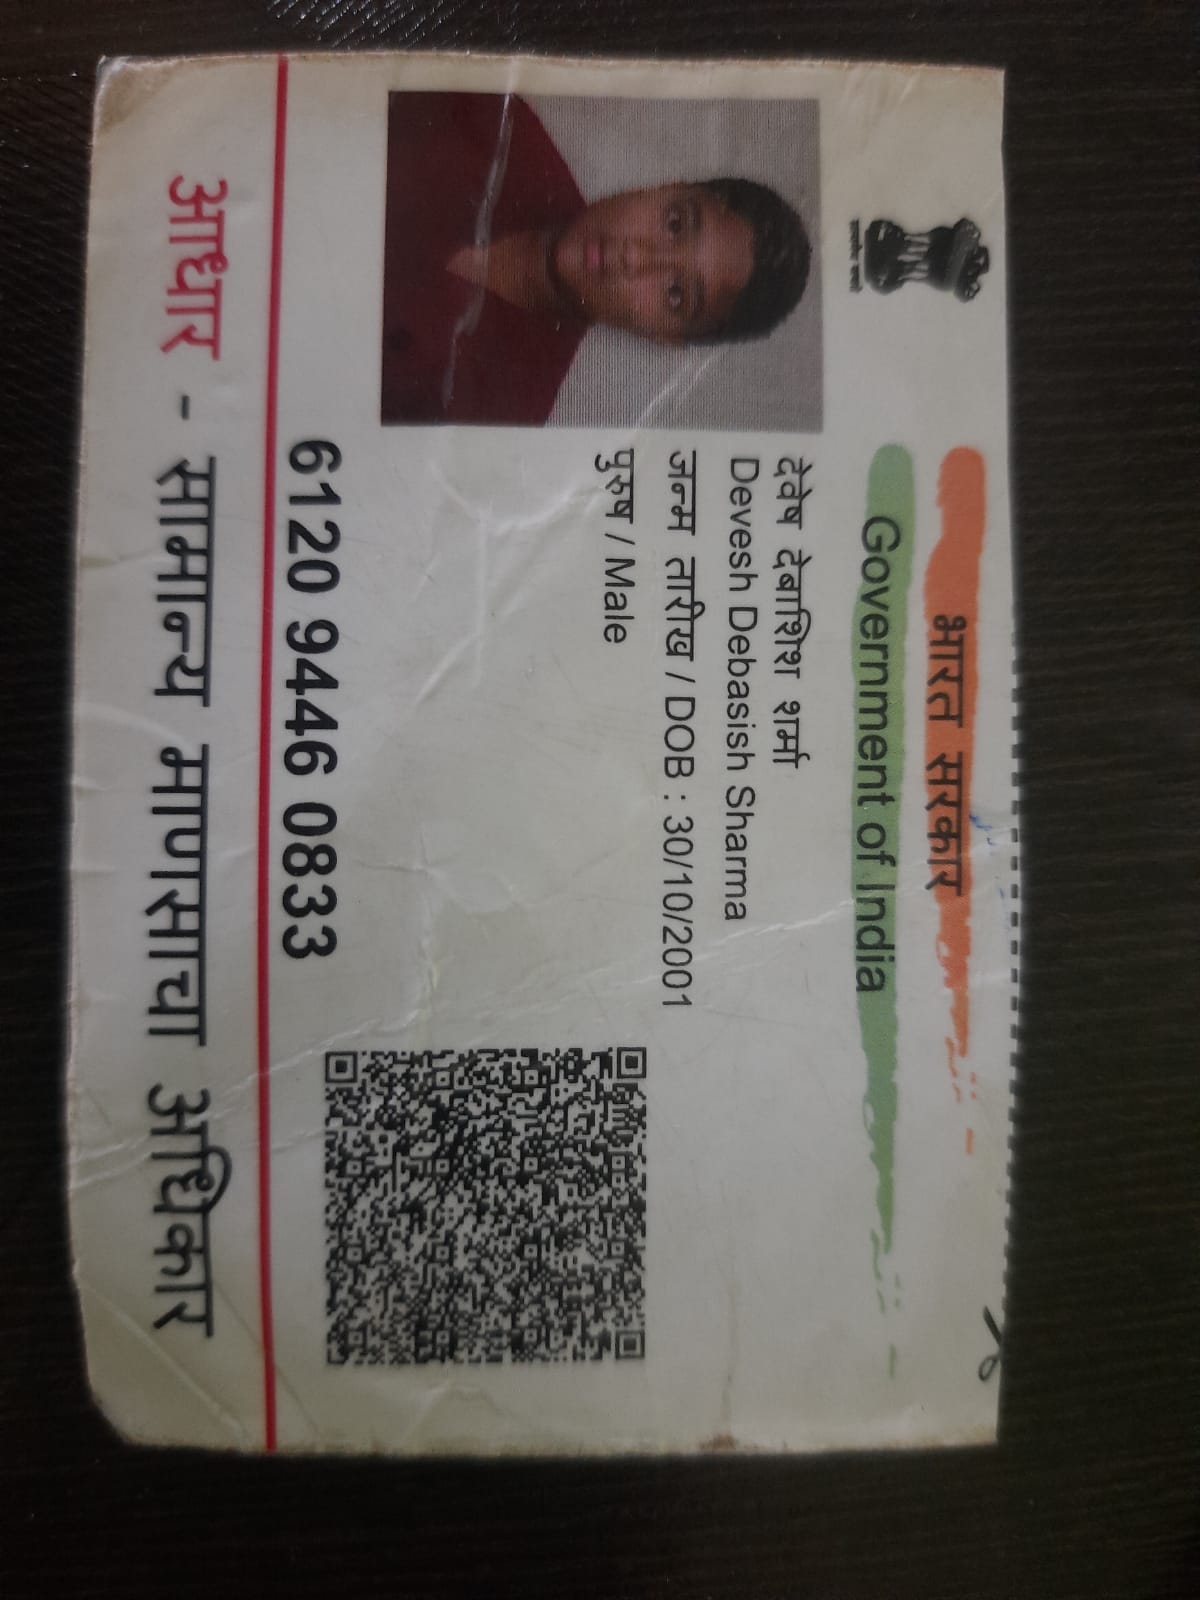 भारत सरकार
Government of India
देवेष देबाशिश शर्मा
Devesh Debasish Sharma
जन्म तारीख / DOB : 30/10/2001
पुरुष / Male
6120 9446 0833
आधार - सामान्य माणसाचा अधिकार